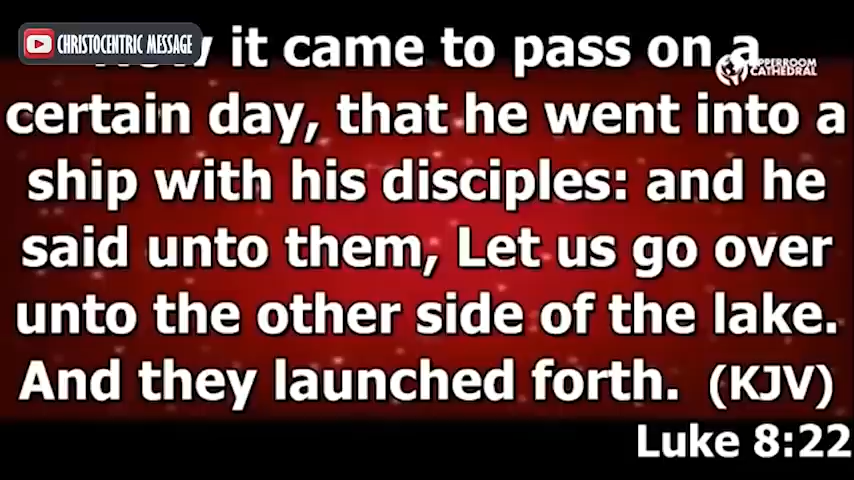 CHRISTOCENTRIC MESSAGE
it came to pass on a
UPPERROOM
CATHEDRAL
certain day, that he went into a
ship with his disciples: and he
said unto them, Let us go over
unto the other side of the lake.
And they launched forth. (KJV)
Luke 8:22